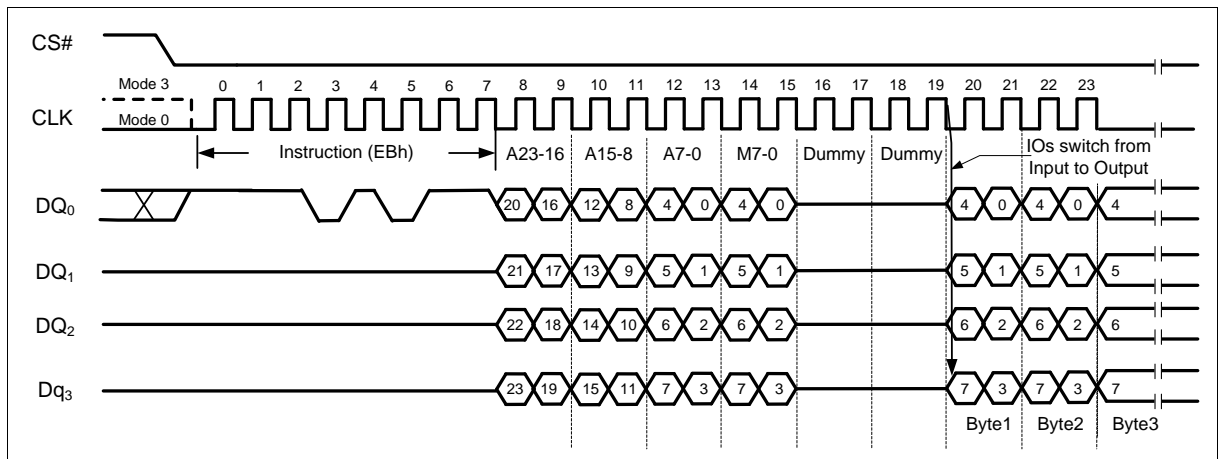 CS#
Mode 3 0 1 2 3 4 5 6 7 8 9 10 11 12 13 14 15 16 17 18 19 20 21 22 23
CLK
Mode 0
Instruction (EBh) A23-16 A15-8 A7-0 M7-0 Dummy Dummy IOs switch from
Input to Output
DQ0 20 16 12 8 4 0 4 0 4 0 4 0 4
DQ1 21 17 13 9 5 1 5 1 5 1 5 1 5
DQ2 22 18 14 10 6 2 6 2 6 2 6 2 6
Dq3 23 19 15 11 7 3 7 3 7 3 7 3 7
Byte1 Byte2 Byte3